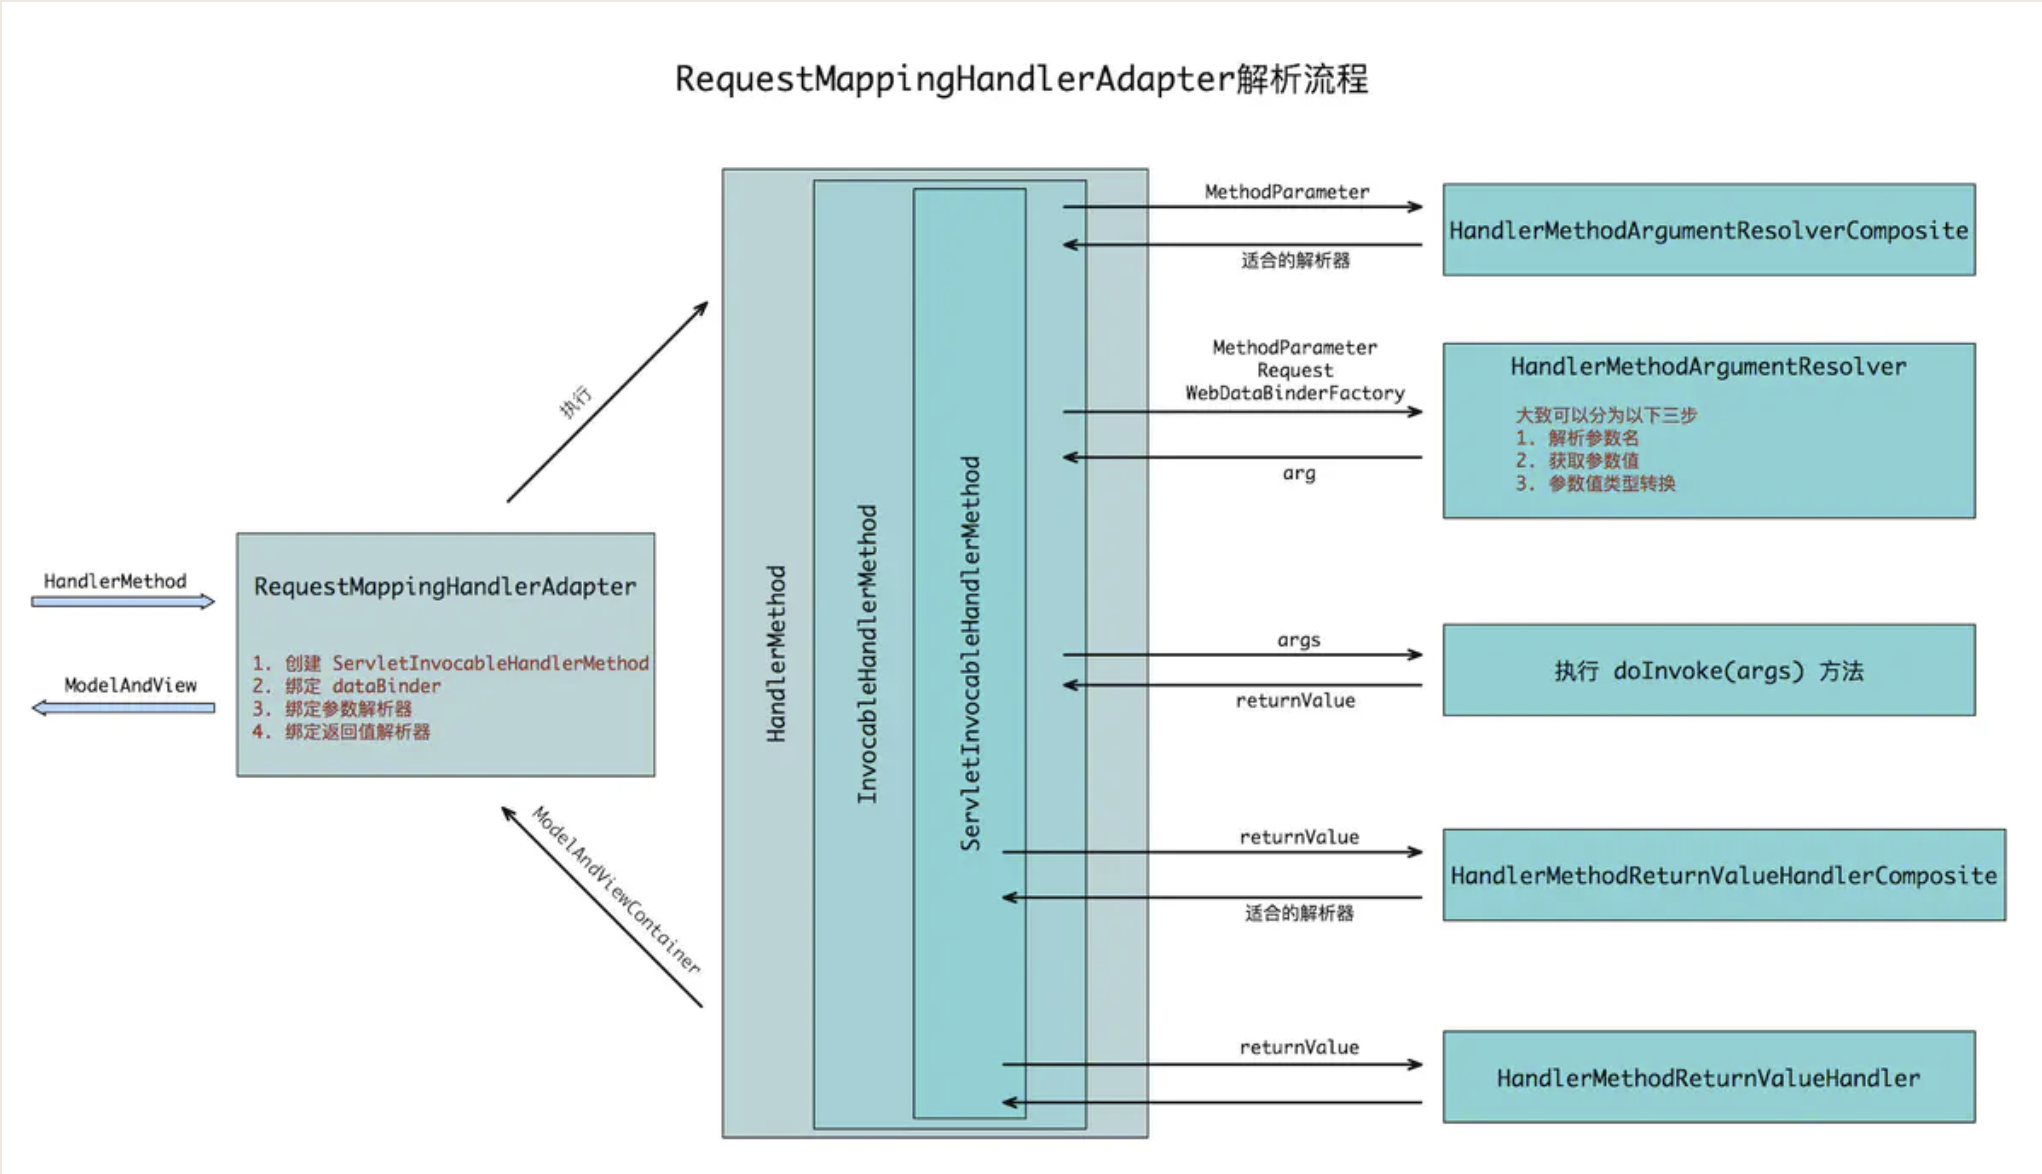 RequestMappingHandlerAdapter解析流程
HandlerMethod
ModelAndView
RequestMappingHandlerAdapter
1. 创建 ServletInvocableHandlerMethod
2. 绑定 dataBinder
3. 绑定参数解析器
4. 绑定返回值解析器
执行
ModelAndViewContainer
HandlerMethod
InvocableHandlerMethod
ServletInvocableHandlerMethod
MethodParameter
适合的解析器
HandlerMethodArgumentResolverComposite
MethodParameter
Request
WebDataBinderFactory
arg
HandlerMethodArgumentResolver
大致可以分为以下三步
1. 解析参数名
2. 获取参数值
3. 参数值类型转换
args
returnValue
执行 doInvoke(args) 方法
returnValue
适合的解析器
HandlerMethodReturnValueHandlerComposite
returnValue
HandlerMethodReturnValueHandler